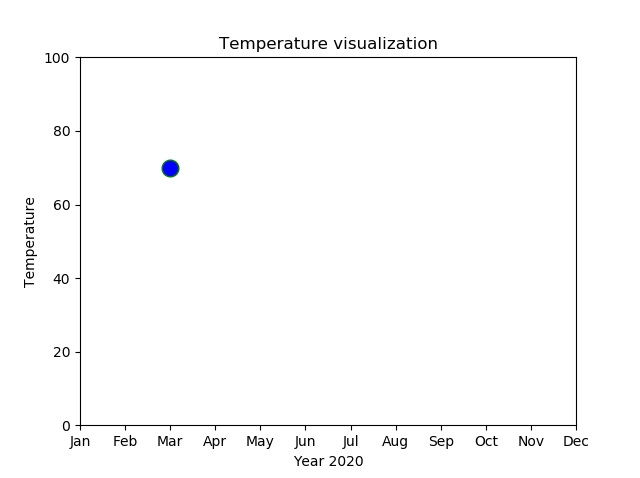 Temperature visualization
100
80
60
40
20
0
Temperature
Jan Feb Mar Apr May Jun Jul Aug Sep Oct Nov Dec
Year 2020